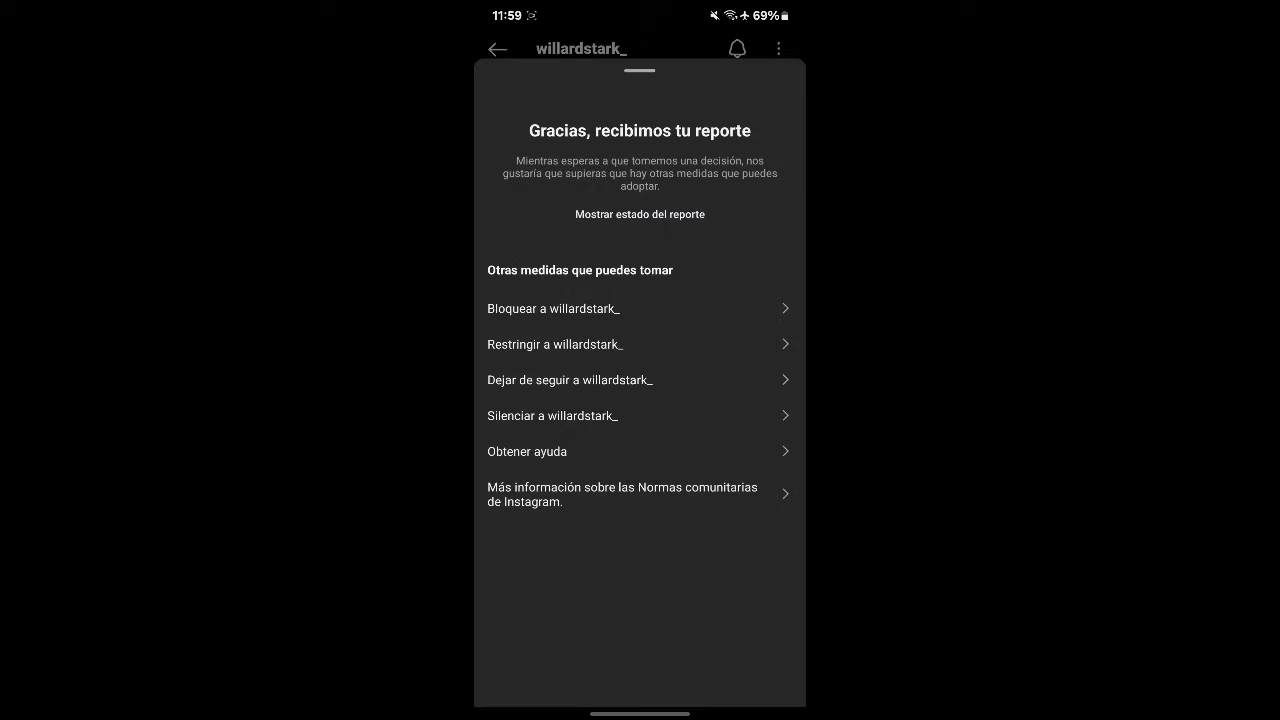 11:59
69%
willardstark_
Gracias, recibimos tu reporte
Mientras esperas a que tomemos una decisión, nos
gustaría que supieras que hay otras medidas que puedes
adoptar.
Mostrar estado del reporte
Otras medidas que puedes tomar
Bloquear a willardstark_
Restringir a willardstark_
Dejar de seguir a willardstark_
Silenciar a willardstark_
Obtener ayuda
Más información sobre las Normas comunitarias
de Instagram.